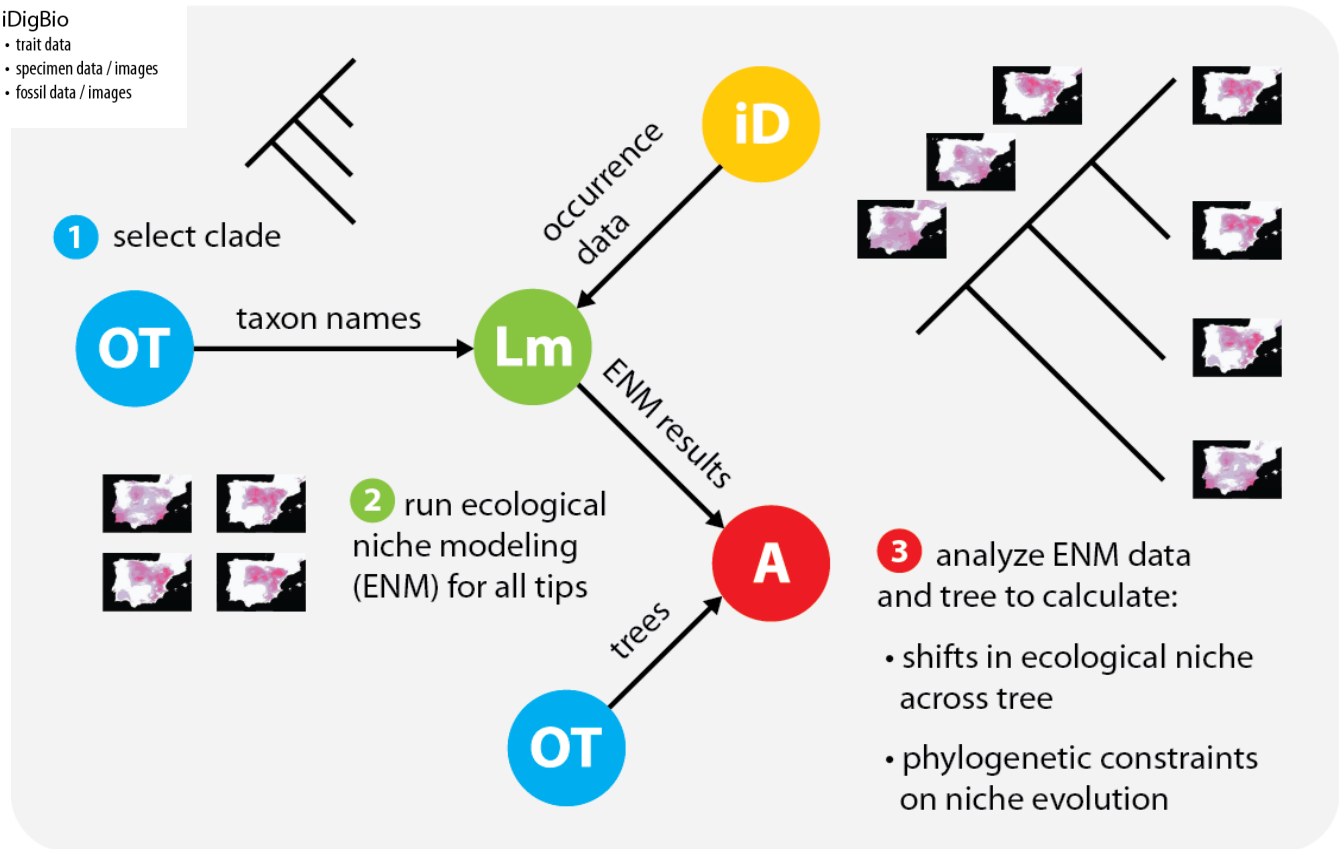 iDigBio
• trait data
• specimen data / images
• fossil data / images
iD
occurrence
data
1 select clade
OT
taxon names
Lm
ENM results
2 run ecological
niche modeling
(ENM) for all tips
A
trees
OT
3 analyze ENM data
and tree to calculate:
• shifts in ecological niche
across tree
• phylogenetic constraints
on niche evolution